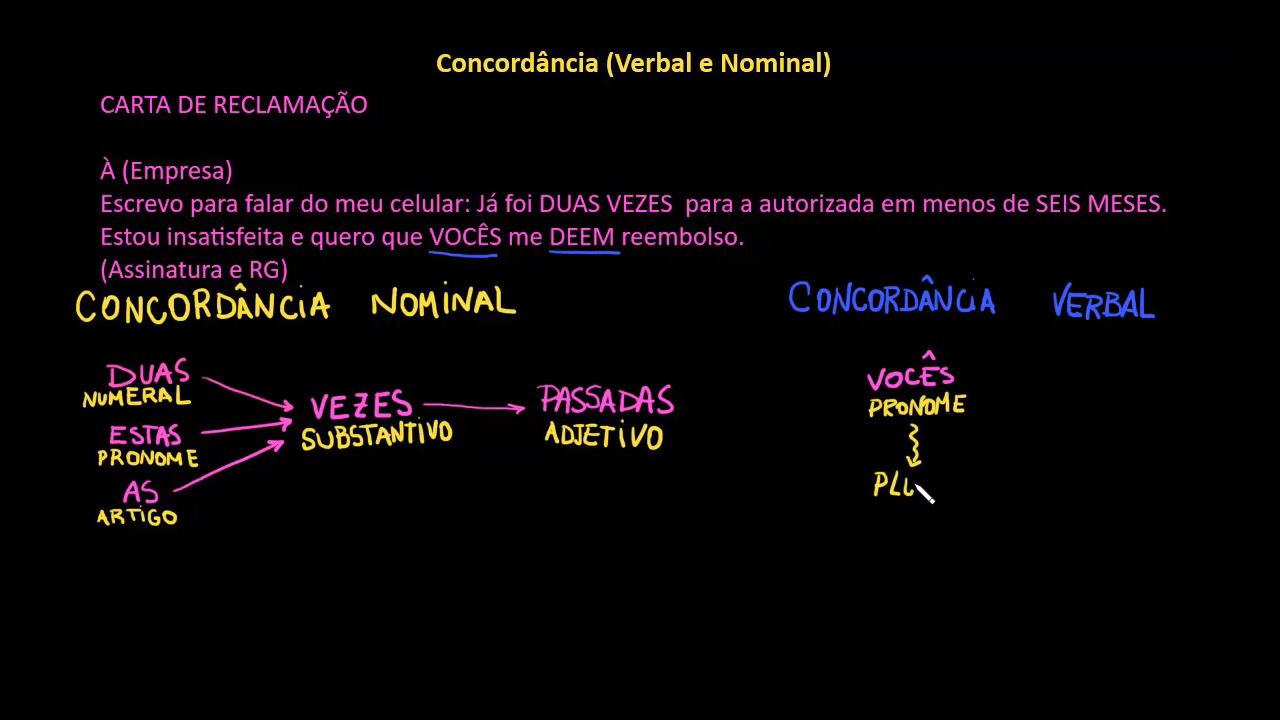 Concordância (Verbal e Nominal)
CARTA DE RECLAMAÇÃO
À (Empresa)
Escrevo para falar do meu celular: Já foi DUAS VEZES para a autorizada em menos de SEIS MESES.
Estou insatisfeita e quero que VOCÊS me DEEM reembolso.
(Assinatura e RG)
CONCORDÂNCIA NOMINAL
CONCORDÂNCIA VERBAL
DUAS
NUMERAL
ESTAS
PRONOME
AS
ARTIGO
VEZES
SUBSTANTIVO
PASSADAS
ADJETIVO
VOCÊS
PRONOME
PLU